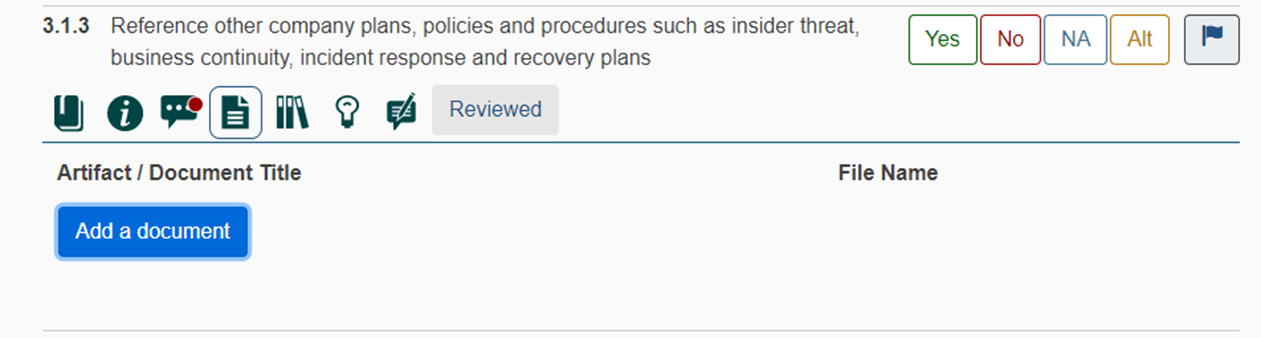 3.1.3 Reference other company plans, policies and procedures such as insider threat,
business continuity, incident response and recovery plans
Yes No NA Alt
Reviewed
Artifact / Document Title File Name
Add a document